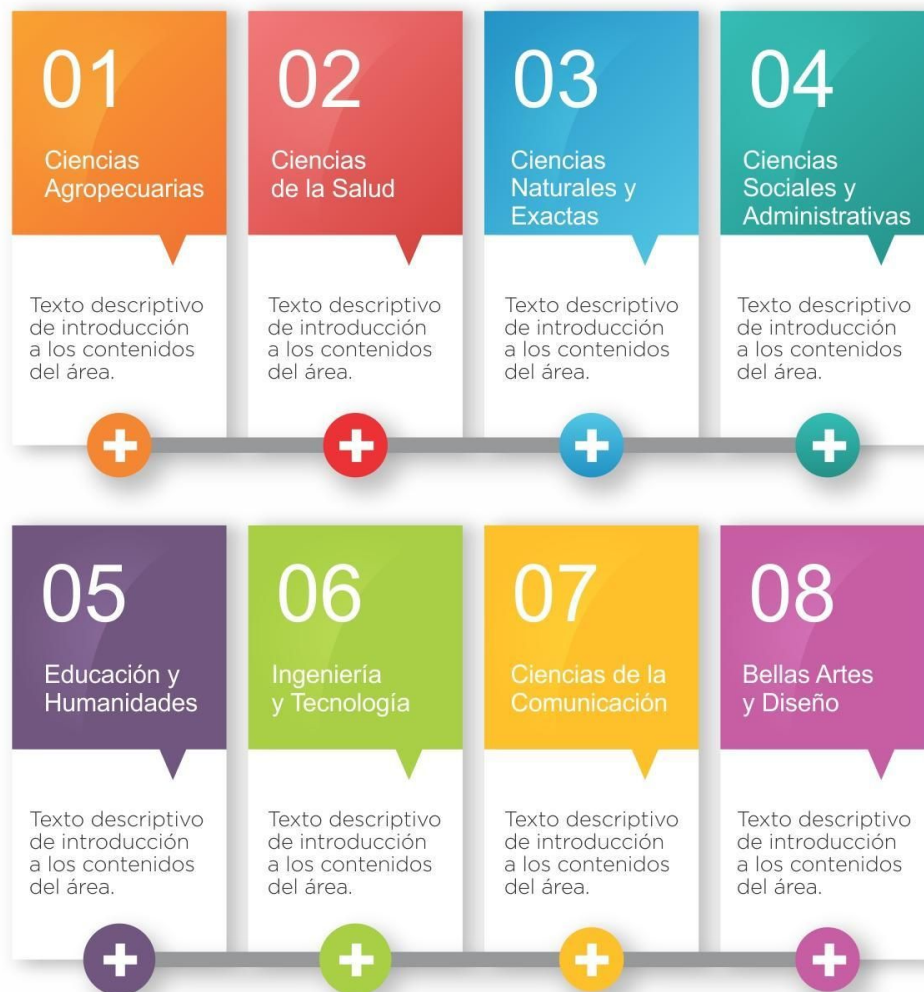 01
Ciencias
Agropecuarias
Texto descriptivo
de introducción
a los contenidos
del área.
02
Ciencias
de la Salud
Texto descriptivo
de introducción
a los contenidos
del área.
03
Ciencias
Naturales y
Exactas
Texto descriptivo
de introducción
a los contenidos
del área.
04
Ciencias
Sociales y
Administrativas
Texto descriptivo
de introducción
a los contenidos
del área.
05
Educación y
Humanidades
Texto descriptivo
de introducción
a los contenidos
del área.
06
Ingeniería
y Tecnología
Texto descriptivo
de introducción
a los contenidos
del área.
07
Ciencias de la
Comunicación
Texto descriptivo
de introducción
a los contenidos
del área.
08
Bellas Artes
y Diseño
Texto descriptivo
de introducción
a los contenidos
del área.